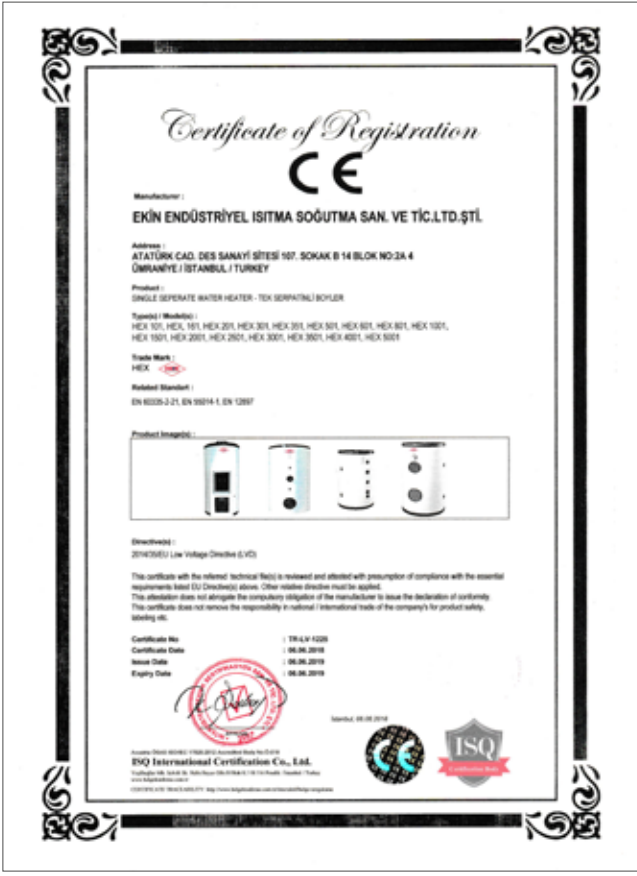 Certificate of Registration
CE
Manufacturer :
EKİN ENDÜSTRİYEL ISITMA SOĞUTMA SAN. VE TİC.LTD.ŞTİ.
Address :
ATATÜRK CAD. DES SANAYİ SİTESİ 107. SOKAK B 14 BLOK NO:2A 4
ÜMRANİYE / İSTANBUL / TURKEY
Product :
SINGLE SEPERATE WATER HEATER - TEK SERPATİNLİ BOYLER
Type(s) / Model(s) :
HEX 101, HEX, 161, HEX 201, HEX 301, HEX 351, HEX 501, HEX 601, HEX 801, HEX 1001,
HEX 1501, HEX 2001, HEX 2501, HEX 3001, HEX 3501, HEX 4001, HEX 5001
Trade Mark :
HEX
Related Standart :
EN 60335-2-21, EN 55014-1, EN 12897
Product Image(s) :
Directive(s) :
2014/35/EU Low Voltage Directive (LVD)
This certificate with the referred technical file(s) is reviewed and attested with presumption of compliance with the essential
requirements listed EU Directive(s) above. Other relative directive must be applied.
This attestation does not abrogate the compulsory obligation of the manufacturer to issue the declaration of conformity.
This certificate does not remove the responsibility in national / international trade of the company's for product safety,
labeling etc.
Certificate No : TR-LV-1225
Certificate Date : 06.06.2018
Issue Date : 06.06.2019
Expiry Date : 06.06.2019
İstanbul, 06.06.2018
ISQ International Certification Co., Ltd.
CE
ISQ
Certification Body